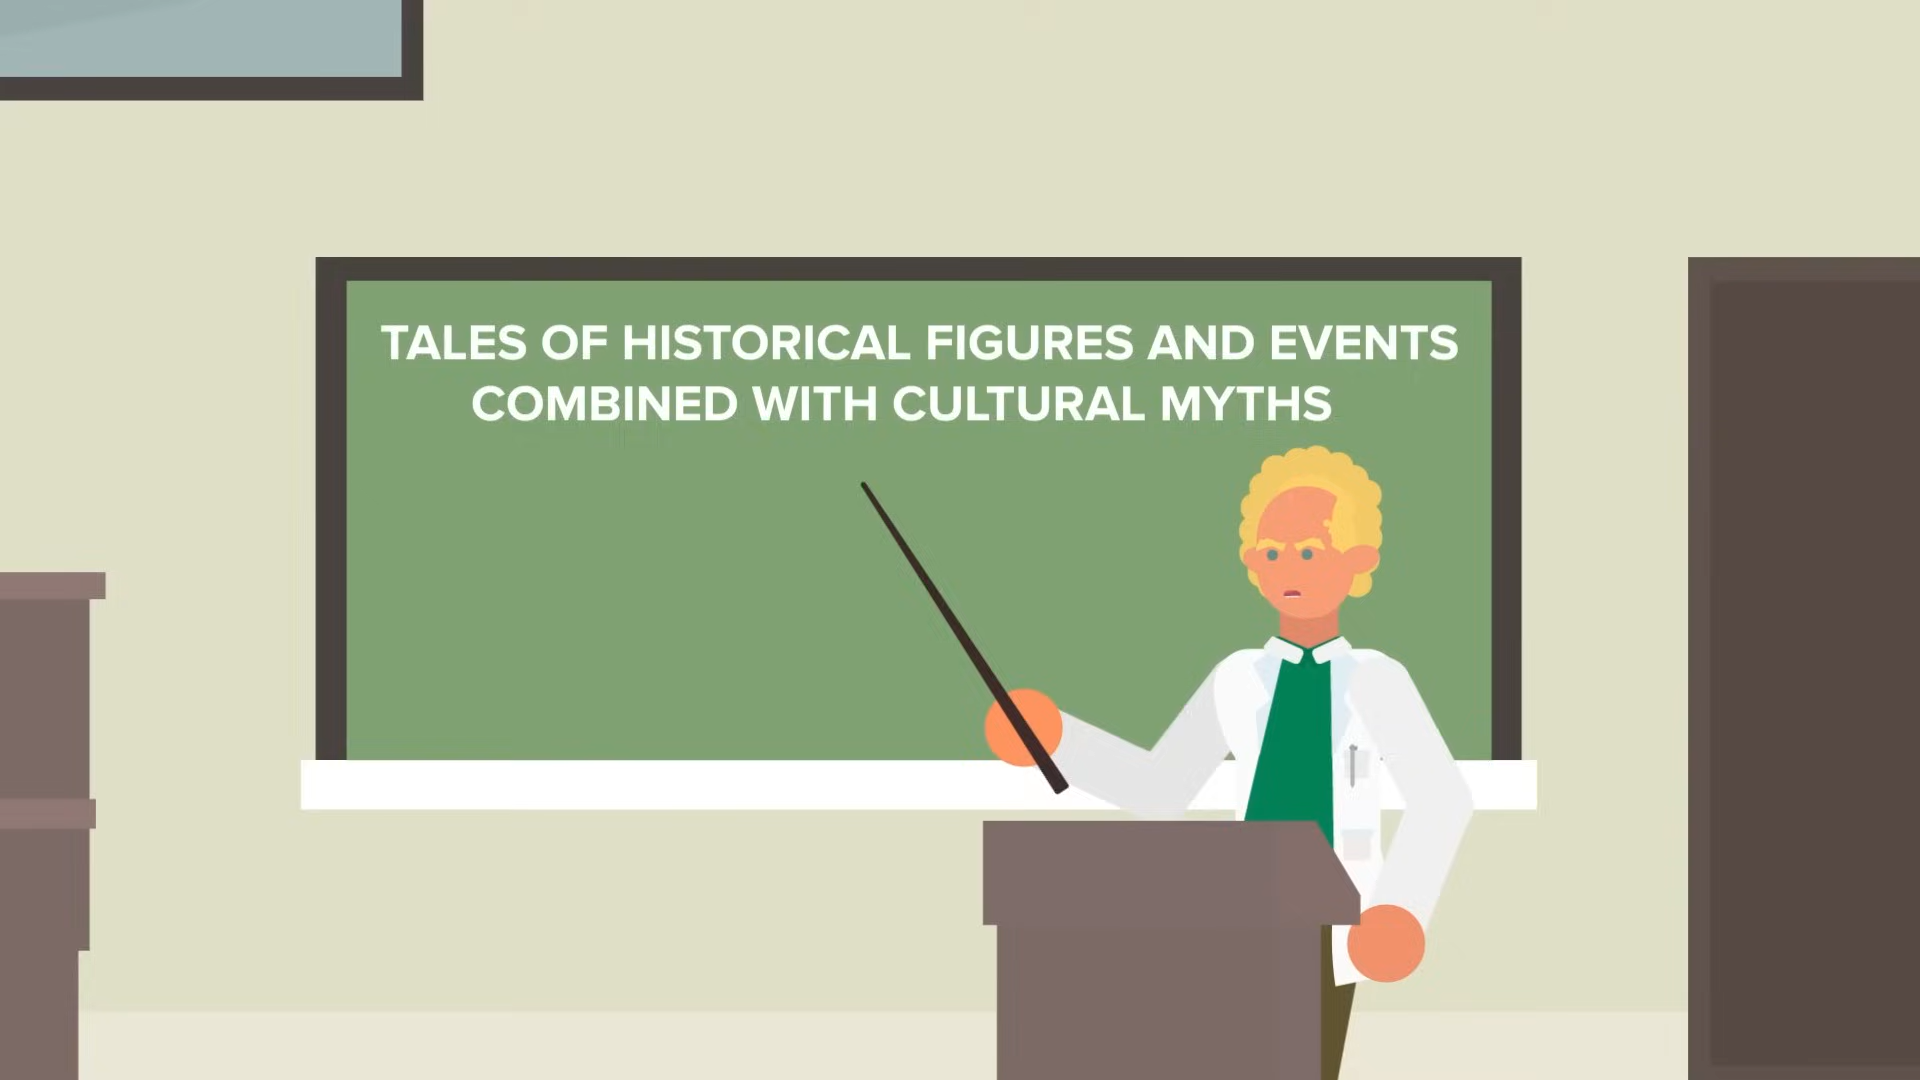 TALES OF HISTORICAL FIGURES AND EVENTS
COMBINED WITH CULTURAL MYTHS